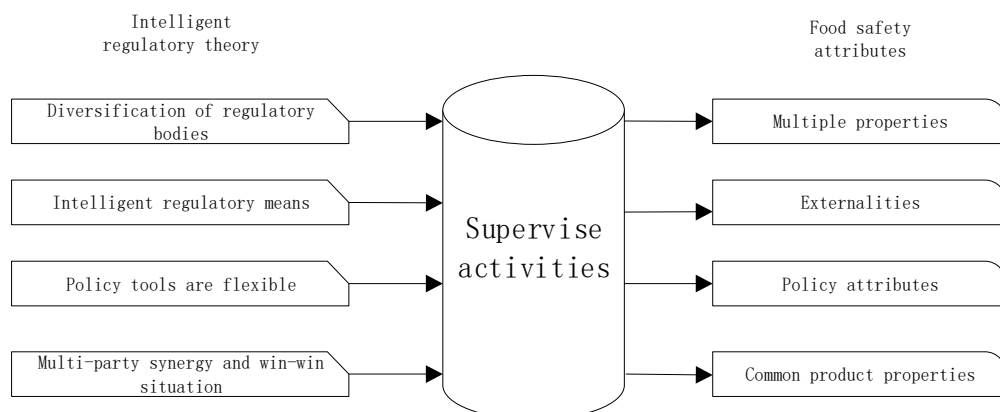 Intelligent
regulatory theory
Food safety
attributes
Diversification of regulatory
bodies
Intelligent regulatory means
Policy tools are flexible
Multi-party synergy and win-win
situation
Supervise
activities
Multiple properties
Externalities
Policy attributes
Common product properties